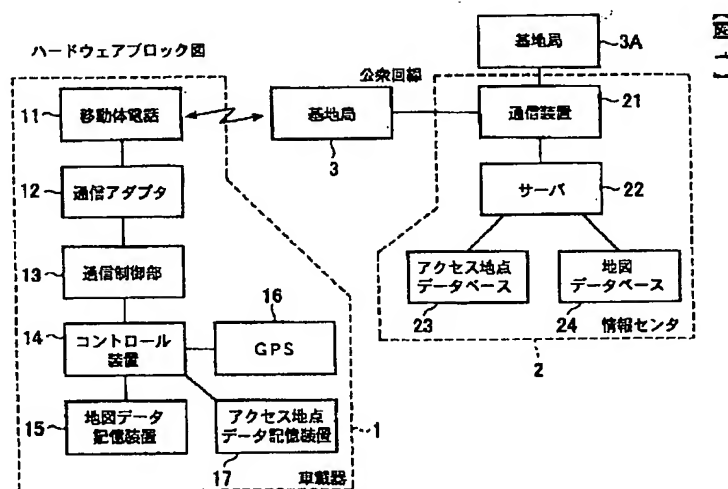 【図1】
ハードウェアブロック図
基地局
3A
公衆回線
11
移動体電話
基地局
3
通信装置
21
12
通信アダプタ
サーバ
22
13
通信制御部
アクセス地点
データベース
23
地図
データベース
24
情報センタ
2
14
コントロール
装置
16
GPS
15
地図データ
記憶装置
アクセス地点
データ記憶装置
17
1
車載器